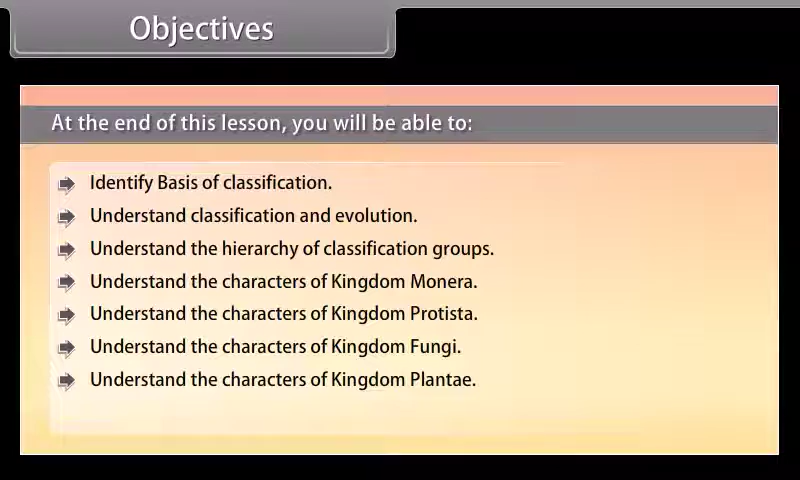 Objectives
At the end of this lesson, you will be able to:
Identify Basis of classification.
Understand classification and evolution.
Understand the hierarchy of classification groups.
Understand the characters of Kingdom Monera.
Understand the characters of Kingdom Protista.
Understand the characters of Kingdom Fungi.
Understand the characters of Kingdom Plantae.